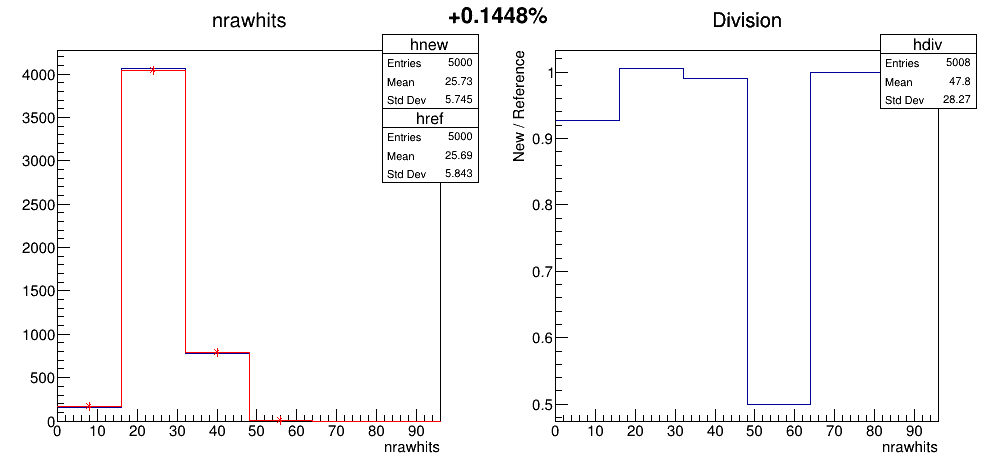 +0.1448%
nrawhits
hnew
Entries 5000
Mean 25.73
Std Dev 5.745
href
Entries 5000
Mean 25.69
Std Dev 5.843
4000
3500
3000
2500
2000
1500
1000
500
0
0 10 20 30 40 50 60 70 80 90
nrawhits
Division
hdiv
Entries 5008
Mean 47.8
Std Dev 28.27
New / Reference
1
0.9
0.8
0.7
0.6
0.5
0 10 20 30 40 50 60 70 80 90
nrawhits